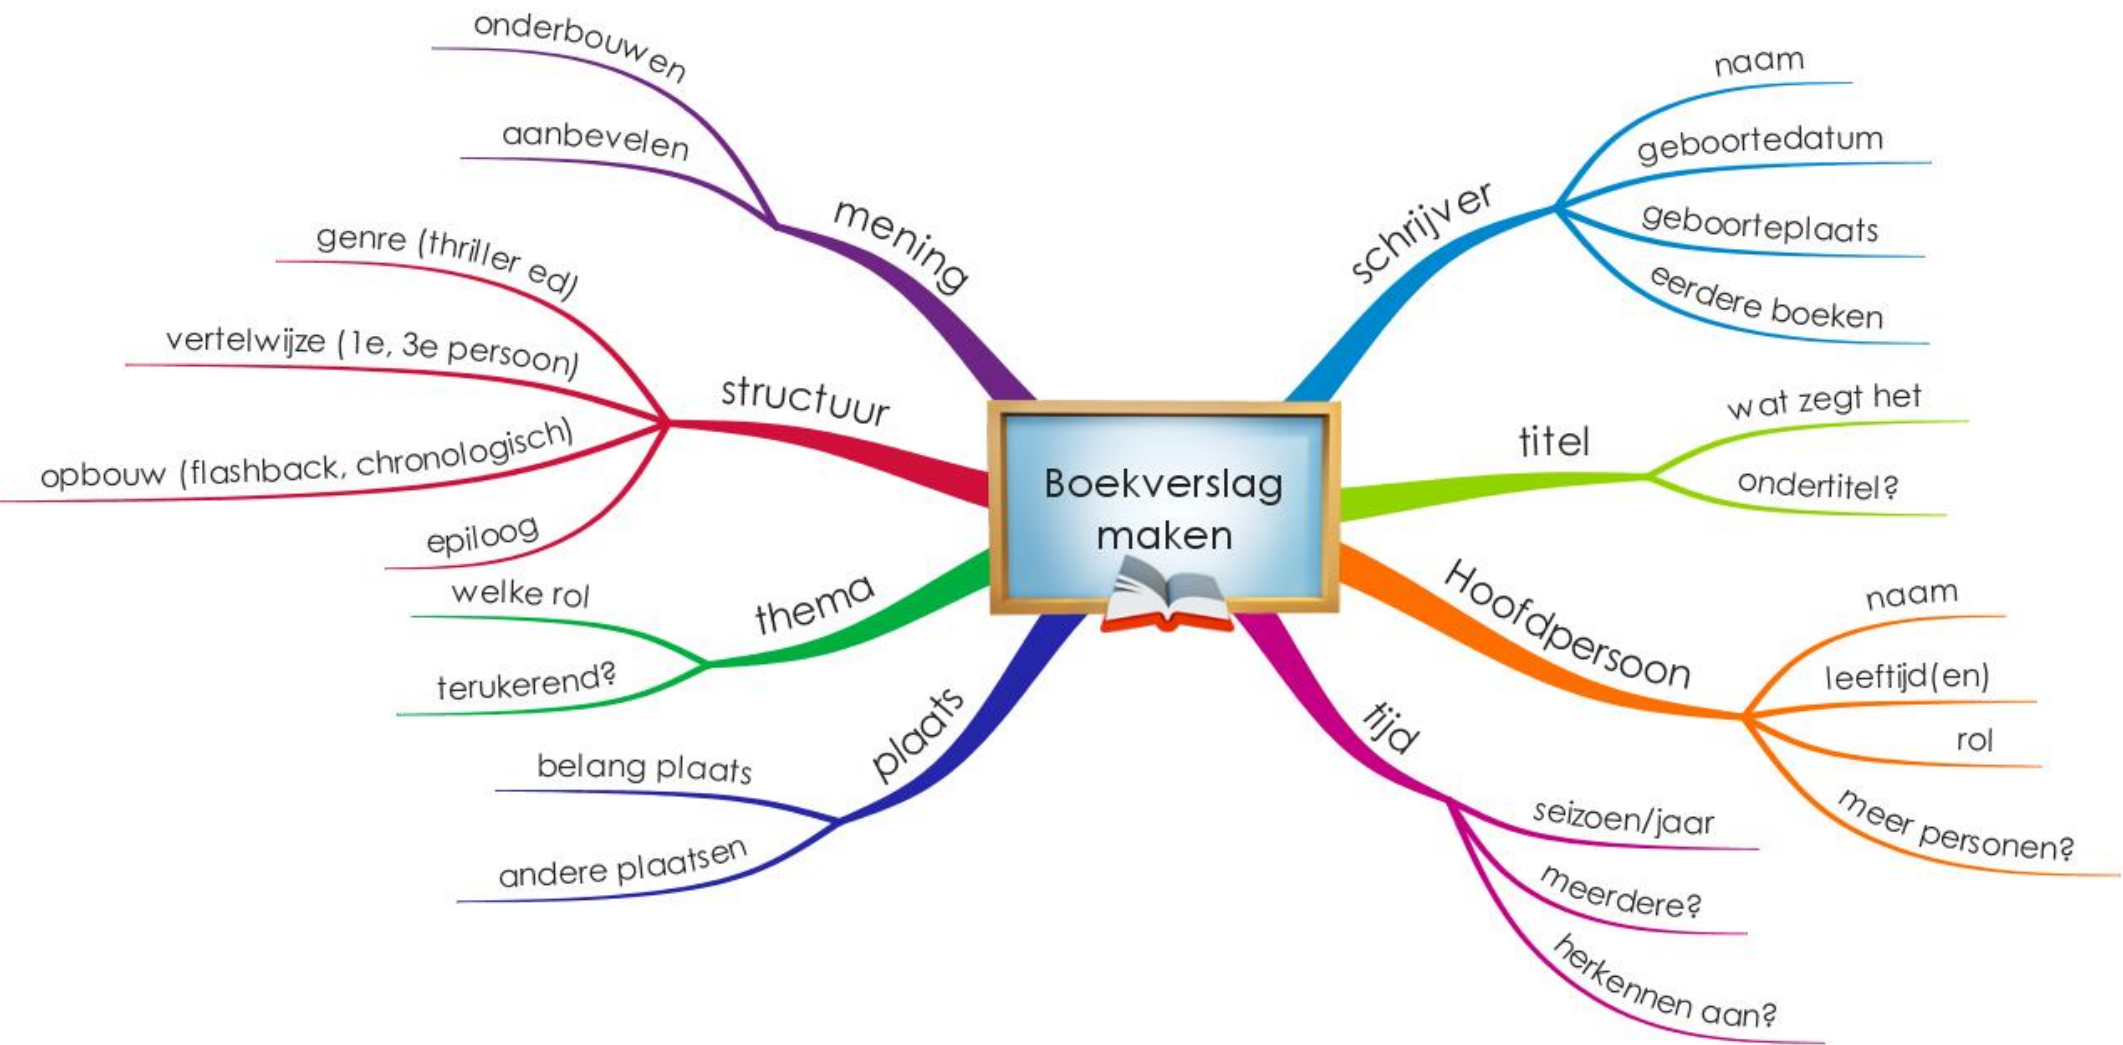 Boekverslag
maken
schrijver
naam
geboortedatum
geboorteplaats
eerdere boeken
titel
wat zegt het
ondertitel?
Hoofdpersoon
naam
leeftijd(en)
rol
meer personen?
tijd
seizoen/jaar
meerdere?
herkennen aan?
plaats
belang plaats
andere plaatsen
thema
welke rol
terukerend?
structuur
genre (thriller ed)
vertelwijze (1e, 3e persoon)
opbouw (flashback, chronologisch)
epiloog
mening
onderbouwen
aanbevelen